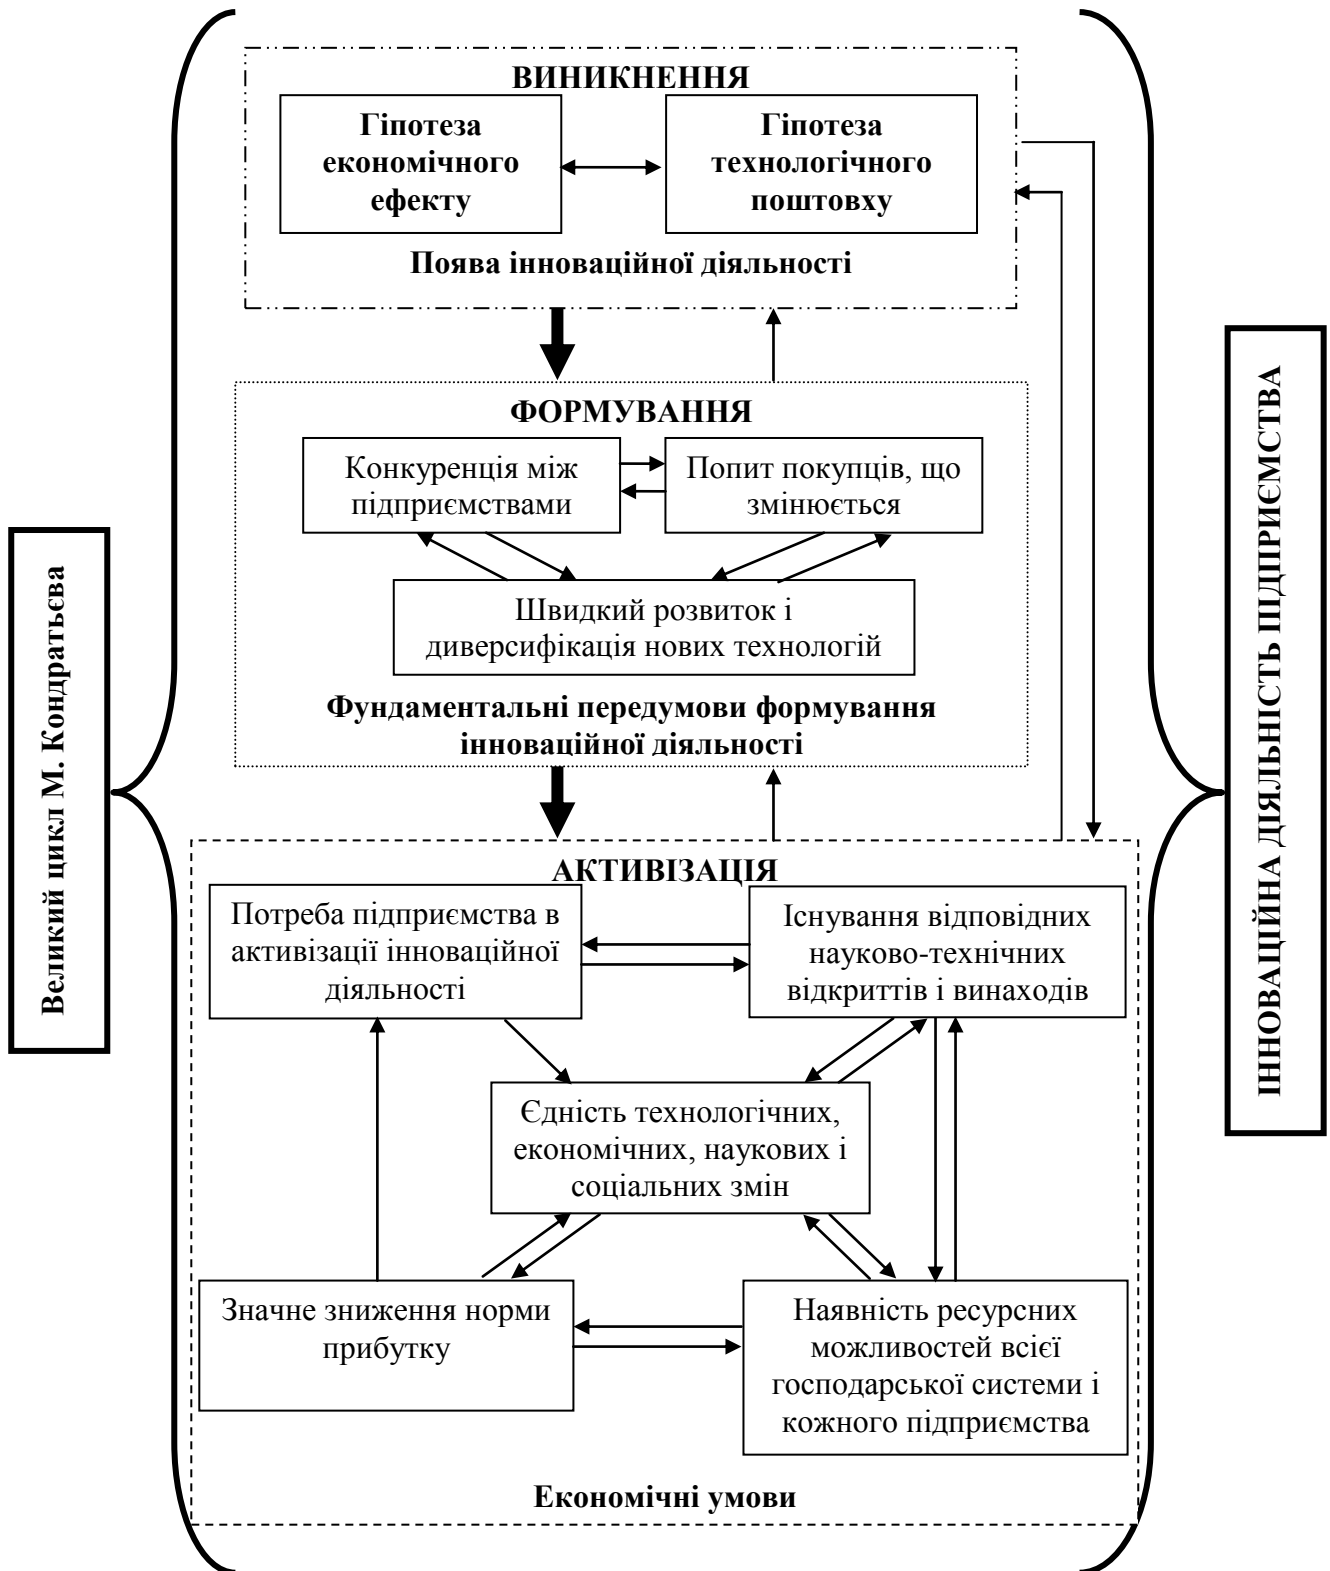 ВИНИКНЕННЯ
Гіпотеза
економічного
ефекту
Гіпотеза
технологічного
поштовху
Поява інноваційної діяльності
ФОРМУВАННЯ
Конкуренція між
підприємствами
Попит покупців, що
змінюється
Швидкий розвиток і
диверсифікація нових технологій
Фундаментальні передумови формування
інноваційної діяльності
АКТИВІЗАЦІЯ
Потреба підприємства в
активізації інноваційної
діяльності
Існування відповідних
науково-технічних
відкриттів і винаходів
Єдність технологічних,
економічних, наукових і
соціальних змін
Значне зниження норми
прибутку
Наявність ресурсних
можливостей всієї
господарської системи і
кожного підприємства
Економічні умови
Великий цикл М. Кондратьєва
ІННОВАЦІЙНА ДІЯЛЬНІСТЬ ПІДПРИЄМСТВА